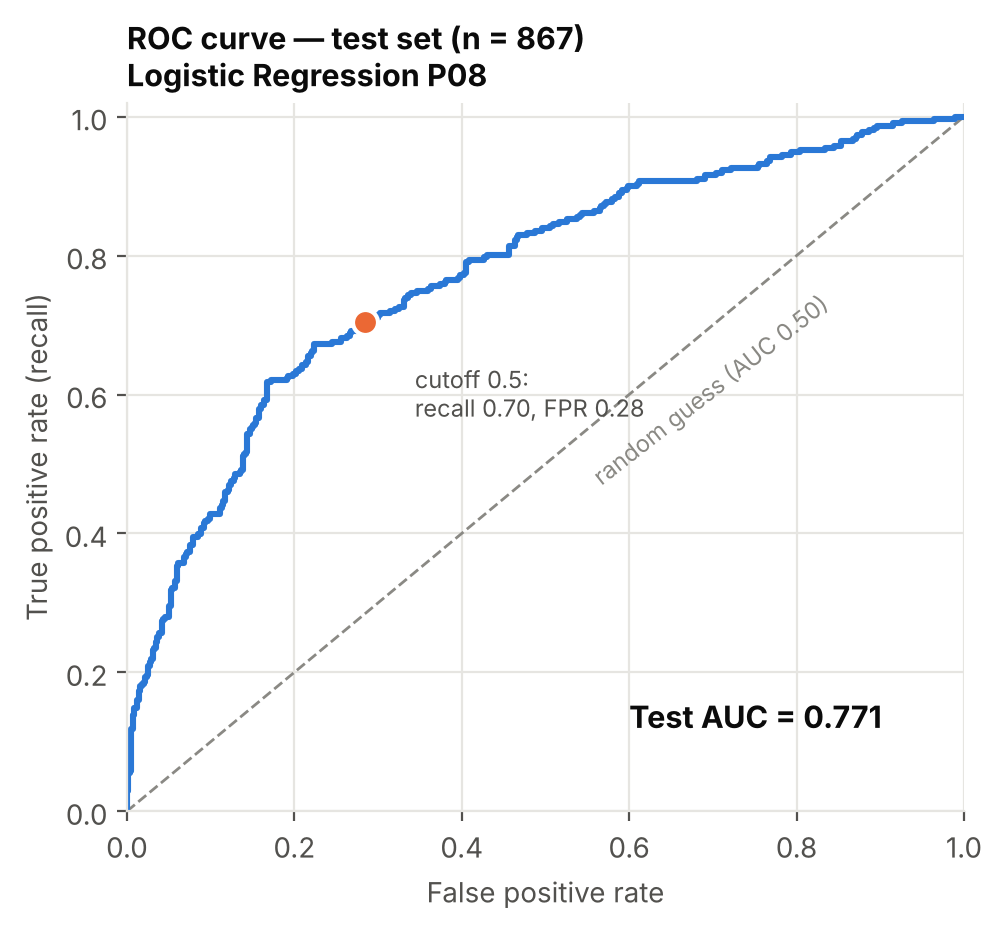 ROC curve — test set (n = 867)
Logistic Regression P08
True positive rate (recall)
1.0
0.8
0.6
0.4
0.2
0.0
cutoff 0.5:
recall 0.70, FPR 0.28
random guess (AUC 0.50)
Test AUC = 0.771
0.0 0.2 0.4 0.6 0.8 1.0
False positive rate